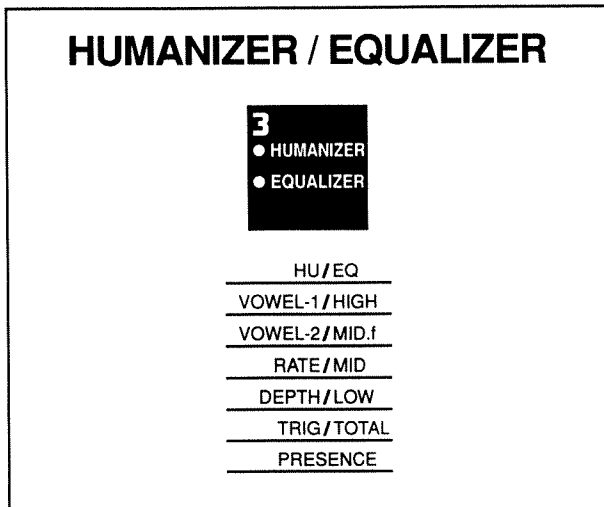 HUMANIZER / EQUALIZER
3
● HUMANIZER
● EQUALIZER
HU/EQ
VOWEL-1/HIGH
VOWEL-2/MID.f
RATE/MID
DEPTH/LOW
TRIG/TOTAL
PRESENCE